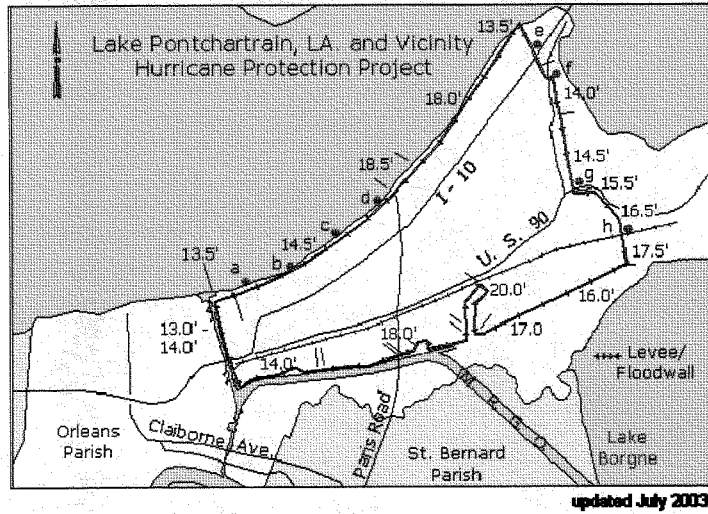 Lake Pontchartrain, LA. and Vicinity
Hurricane Protection Project
13.5'
e
f
18.0'
14.0'
18.5'
I - 10
14.5'
g
15.5'
d
16.5'
c
U. S. 90
h
14.5'
13.5'
b
17.5'
a
20.0'
16.0'
13.0'
14.0'
18.0'
17.0
14.0'
Levee/
Floodwall
M R G O
Orleans
Parish
Claiborne Ave.
Paris Road
St. Bernard
Parish
Lake
Borgne
updated July 2003